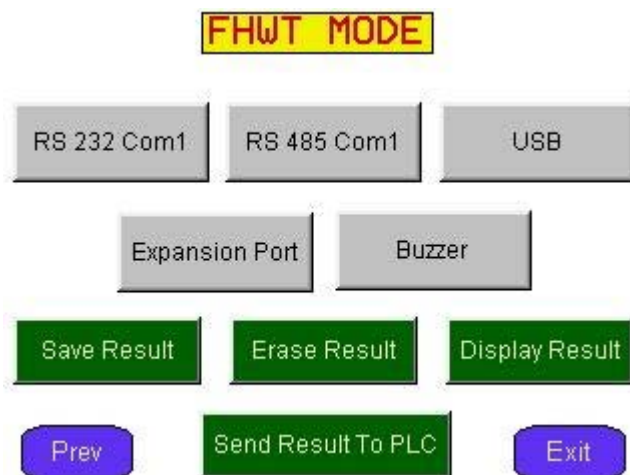 FHWT MODE
RS 232 Com1 RS 485 Com1 USB
Expansion Port Buzzer
Save Result Erase Result Display Result
Prev Send Result To PLC Exit